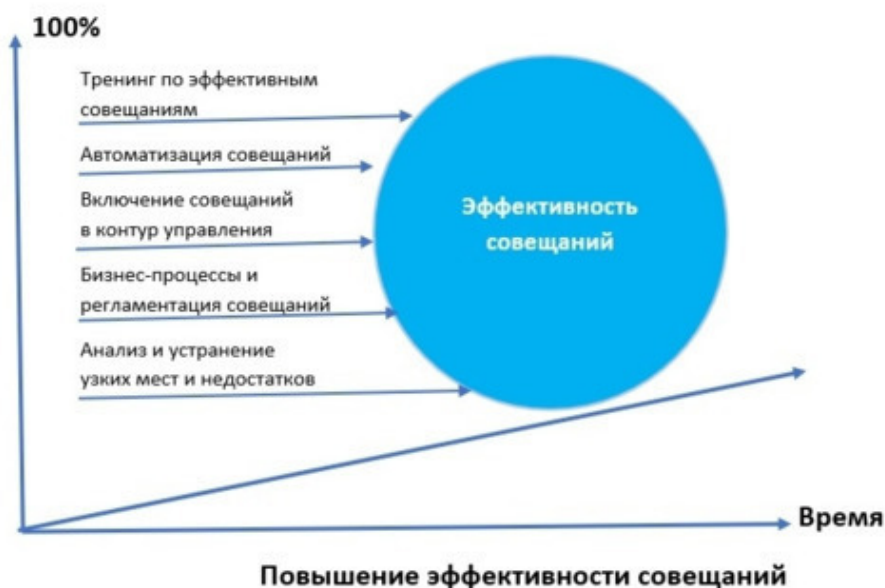 100%
Тренинг по эффективным
совещаниям
Автоматизация совещаний
Включение совещаний
в контур управления
Бизнес-процессы и
регламентация совещаний
Анализ и устранение
узких мест и недостатков
Эффективность
совещаний
Время
Повышение эффективности совещаний